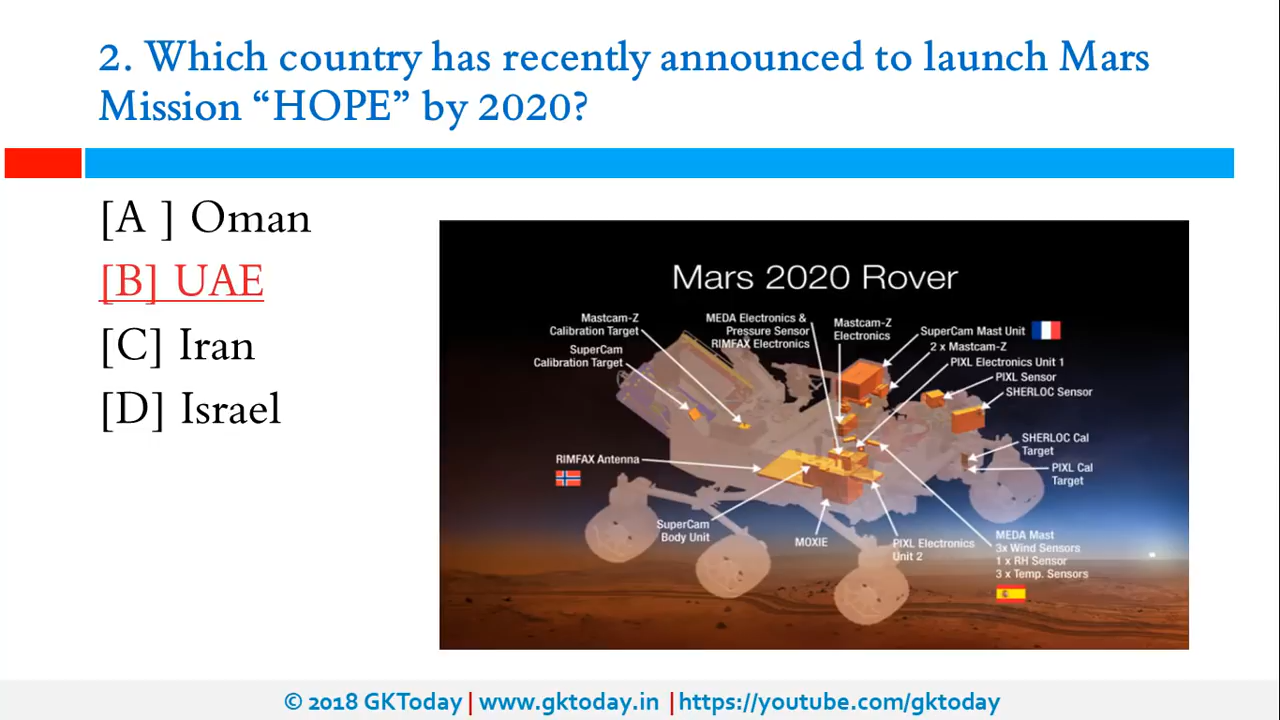 2. Which country has recently announced to launch Mars
Mission “HOPE” by 2020?
[A ] Oman
[B] UAE
[C] Iran
[D] Israel
Mars 2020 Rover
Mastcam-Z
Calibration Target
SuperCam
Calibration Target
MEDA Electronics &
Pressure Sensor
RIMFAX Electronics
Mastcam-Z
Electronics
SuperCam Mast Unit
2 x Mastcam-Z
PIXL Electronics Unit 1
PIXL Sensor
SHERLOC Sensor
SHERLOC Cal
Target
PIXL Cal
Target
RIMFAX Antenna
SuperCam
Body Unit
MOXIE
PIXL Electronics
Unit 2
MEDA Mast
3x Wind Sensors
1 x RH Sensor
3 x Temp. Sensors
© 2018 GKToday | www.gktoday.in | https://youtube.com/gktoday